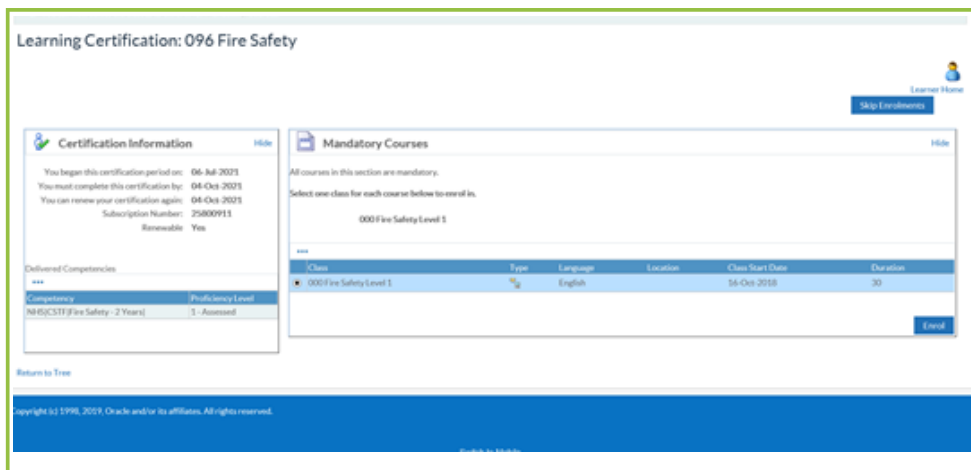 Learning Certification: 096 Fire Safety
Learner Home
Skip Enrolments
Certification Information
Hide
You began this certification period on: 06-Jul-2021
You must complete this certification by: 04-Oct-2021
You can renew your certification again: 04-Oct-2021
Subscription Number: 25800911
Renewable Yes
Delivered Competencies
Competency Proficiency Level
NHS|CSTF|Fire Safety - 2 Years| 1 - Assessed
Mandatory Courses
Hide
All courses in this section are mandatory.
Select one class for each course below to enrol in.
000 Fire Safety Level 1
Class Type Language Location Class Start Date Duration
000 Fire Safety Level 1 English 16-Oct-2018 30
Enrol
Return to Tree
Copyright (c) 1998, 2019, Oracle and/or its affiliates. All rights reserved.